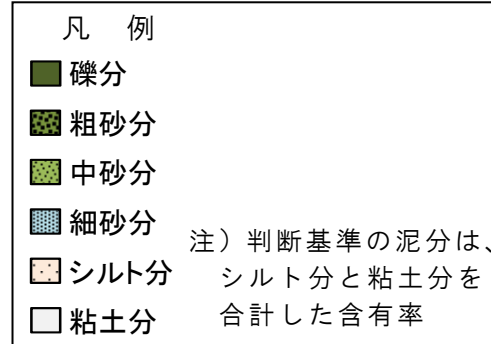 凡 例
礫分
粗砂分
中砂分
細砂分
シルト分
粘土分
注）判断基準の泥分は、
シルト分と粘土分を
合計した含有率